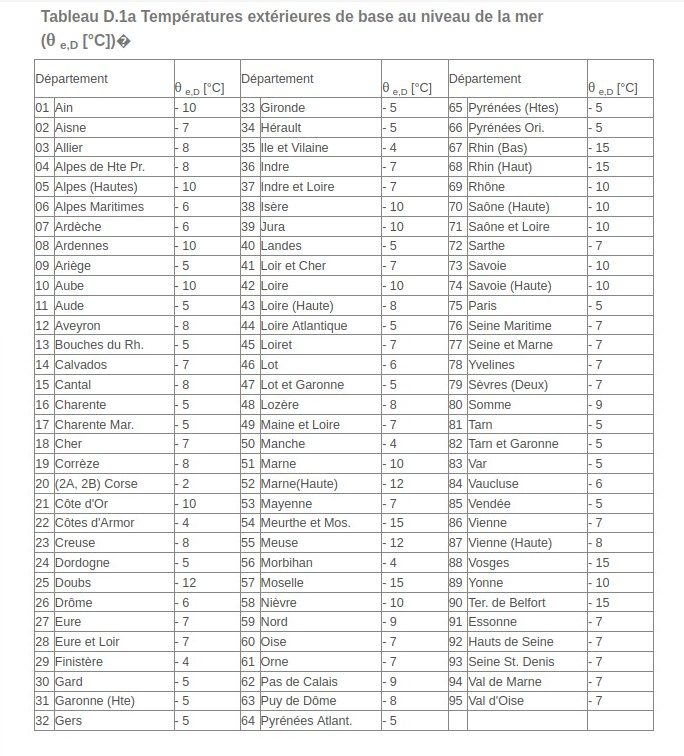 Tableau D.1a Températures extérieures de base au niveau de la mer
(θ e,D [°C])�
Département θ e,D [°C] Département θ e,D [°C] Département θ e,D [°C]
01 Ain - 10 33 Gironde - 5 65 Pyrénées (Htes) - 5
02 Aisne - 7 34 Hérault - 5 66 Pyrénées Ori. - 5
03 Allier - 8 35 Ile et Vilaine - 4 67 Rhin (Bas) - 15
04 Alpes de Hte Pr. - 8 36 Indre - 7 68 Rhin (Haut) - 15
05 Alpes (Hautes) - 10 37 Indre et Loire - 7 69 Rhône - 10
06 Alpes Maritimes - 6 38 Isère - 10 70 Saône (Haute) - 10
07 Ardèche - 6 39 Jura - 10 71 Saône et Loire - 10
08 Ardennes - 10 40 Landes - 5 72 Sarthe - 7
09 Ariège - 5 41 Loir et Cher - 7 73 Savoie - 10
10 Aube - 10 42 Loire - 10 74 Savoie (Haute) - 10
11 Aude - 5 43 Loire (Haute) - 8 75 Paris - 5
12 Aveyron - 8 44 Loire Atlantique - 5 76 Seine Maritime - 7
13 Bouches du Rh. - 5 45 Loiret - 7 77 Seine et Marne - 7
14 Calvados - 7 46 Lot - 6 78 Yvelines - 7
15 Cantal - 8 47 Lot et Garonne - 5 79 Sèvres (Deux) - 7
16 Charente - 5 48 Lozère - 8 80 Somme - 9
17 Charente Mar. - 5 49 Maine et Loire - 7 81 Tarn - 5
18 Cher - 7 50 Manche - 4 82 Tarn et Garonne - 5
19 Corrèze - 8 51 Marne - 10 83 Var - 5
20 (2A, 2B) Corse - 2 52 Marne(Haute) - 12 84 Vaucluse - 6
21 Côte d'Or - 10 53 Mayenne - 7 85 Vendée - 5
22 Côtes d'Armor - 4 54 Meurthe et Mos. - 15 86 Vienne - 7
23 Creuse - 8 55 Meuse - 12 87 Vienne (Haute) - 8
24 Dordogne - 5 56 Morbihan - 4 88 Vosges - 15
25 Doubs - 12 57 Moselle - 15 89 Yonne - 10
26 Drôme - 6 58 Nièvre - 10 90 Ter. de Belfort - 15
27 Eure - 7 59 Nord - 9 91 Essonne - 7
28 Eure et Loir - 7 60 Oise - 7 92 Hauts de Seine - 7
29 Finistère - 4 61 Orne - 7 93 Seine St. Denis - 7
30 Gard - 5 62 Pas de Calais - 9 94 Val de Marne - 7
31 Garonne (Hte) - 5 63 Puy de Dôme - 8 95 Val d'Oise - 7
32 Gers - 5 64 Pyrénées Atlant. - 5